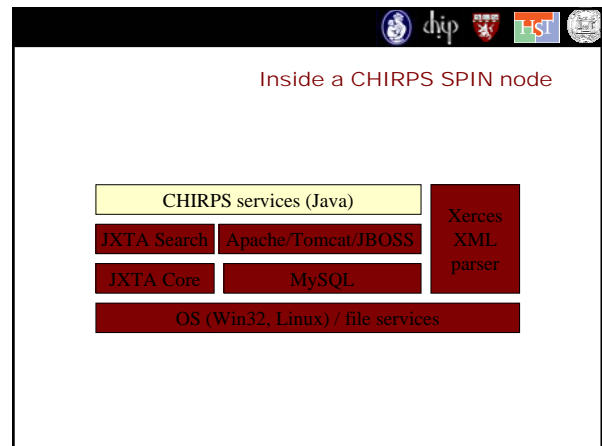 chip
HST
Inside a CHIRPS SPIN node
CHIRPS services (Java)
JXTA Search
Apache/Tomcat/JBOSS
Xerces
XML
parser
JXTA Core
MySQL
OS (Win32, Linux) / file services